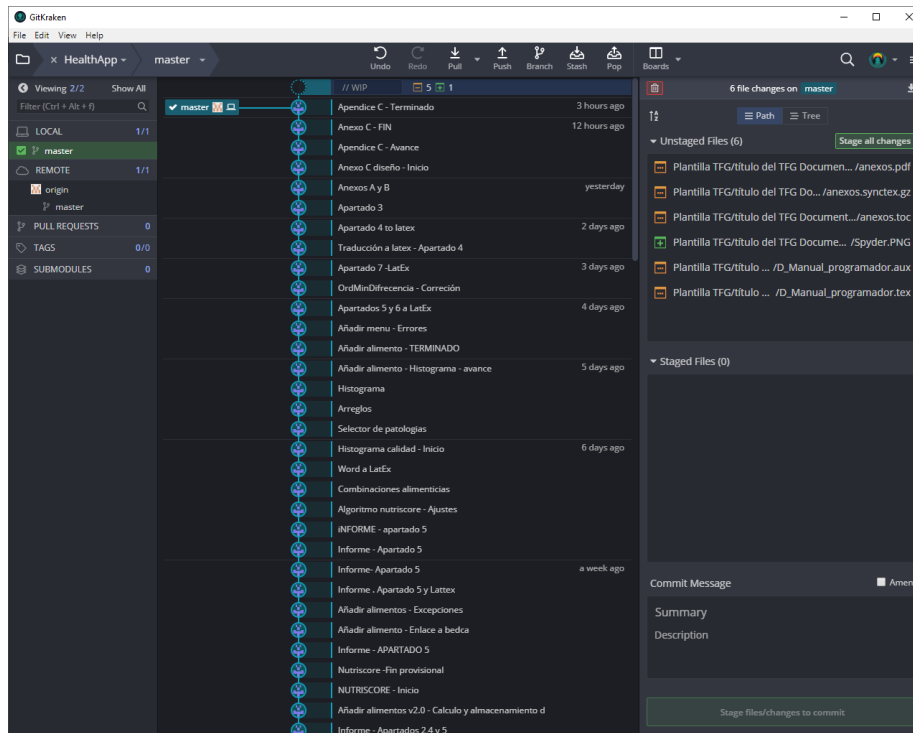 GitKraken
File Edit View Help
HealthApp
master
Undo
Redo
Pull
Push
Branch
Stash
Pop
Boards
Viewing 2/2 Show All
Filter (Ctrl + Alt + f)
LOCAL 1/1
master
REMOTE 1/1
origin
master
PULL REQUESTS 0
TAGS 0/0
SUBMODULES 0
// WIP 5 1
master
Apendice C - Terminado 3 hours ago
Anexo C - FIN 12 hours ago
Apendice C - Avance
Anexo C diseño - Inicio
Anexos A y B yesterday
Apartado 3
Apartado 4 to latex 2 days ago
Traducción a latex - Apartado 4
Apartado 7 -LatEx 3 days ago
OrdMinDifrecencia - Correción
Apartados 5 y 6 a LatEx 4 days ago
Añadir menu - Errores
Añadir alimento - TERMINADO
Añadir alimento - Histograma - avance 5 days ago
Histograma
Arreglos
Selector de patologias
Histograma calidad - Inicio 6 days ago
Word a LatEx
Combinaciones alimenticias
Algoritmo nutriscore - Ajustes
iNFORME - apartado 5
Informe - Apartado 5
Informe- Apartado 5 a week ago
Informe . Apartado 5 y Lattex
Añadir alimentos - Excepciones
Añadir alimento - Enlace a bedca
Informe - APARTADO 5
Nutriscore -Fin provisional
NUTRISCORE - Inicio
Añadir alimentos v2.0 - Calculo y almacenamiento d
Informe - Apartados 2,4 y 5
6 file changes on master
Path Tree
Unstaged Files (6) Stage all changes
Plantilla TFG/título del TFG Documen... /anexos.pdf
Plantilla TFG/título del TFG Do... /anexos.synctex.gz
Plantilla TFG/título del TFG Document.../anexos.toc
Plantilla TFG/título del TFG Docume... /Spyder.PNG
Plantilla TFG/título ... /D_Manual_programador.aux
Plantilla TFG/título ... /D_Manual_programador.tex
Staged Files (0)
Commit Message Amen
Summary
Description
Stage files/changes to commit